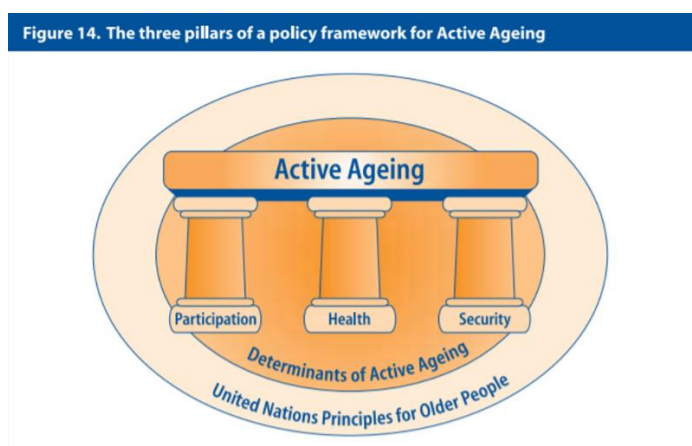 Figure 14. The three pillars of a policy framework for Active Ageing
Active Ageing
Participation
Health
Security
Determinants of Active Ageing
United Nations Principles for Older People